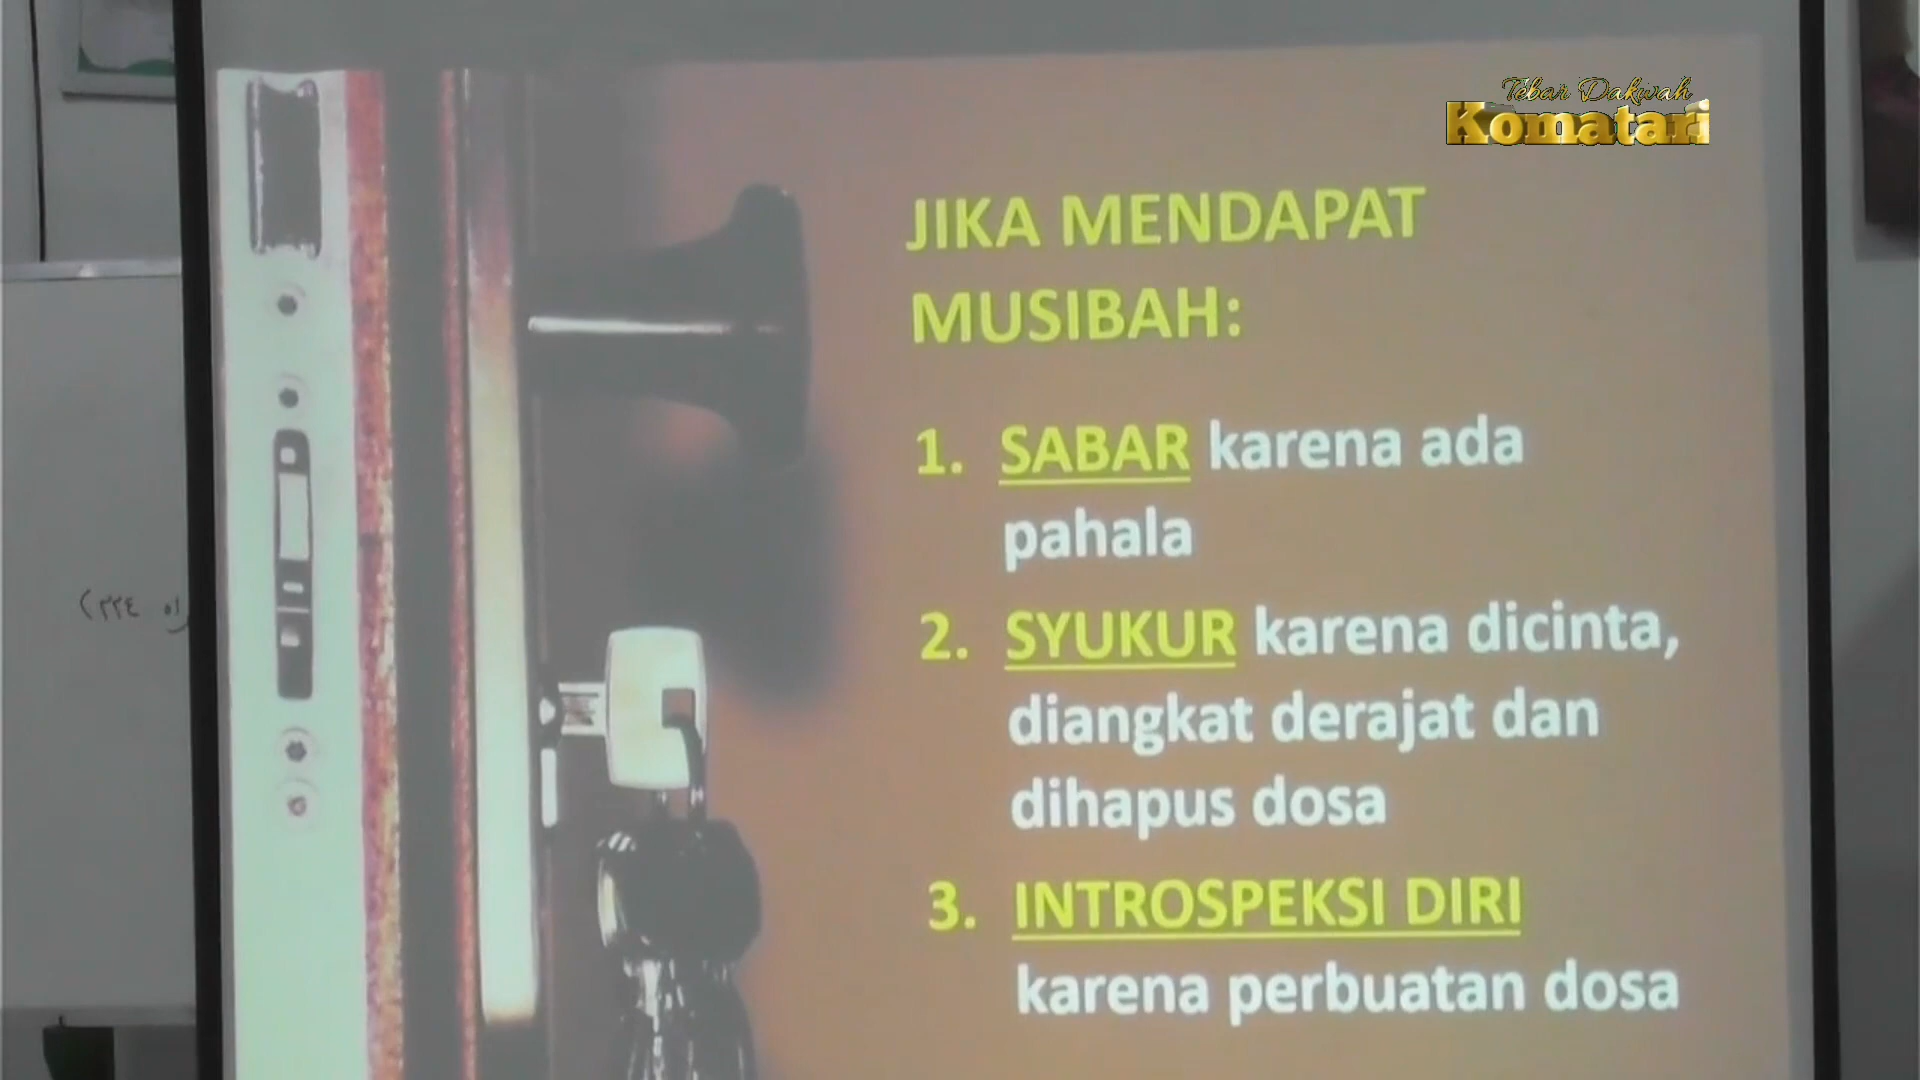 Tebar Dakwah
Komatari
JIKA MENDAPAT
MUSIBAH:
1. SABAR karena ada
pahala
2. SYUKUR karena dicinta,
diangkat derajat dan
dihapus dosa
3. INTROSPEKSI DIRI
karena perbuatan dosa